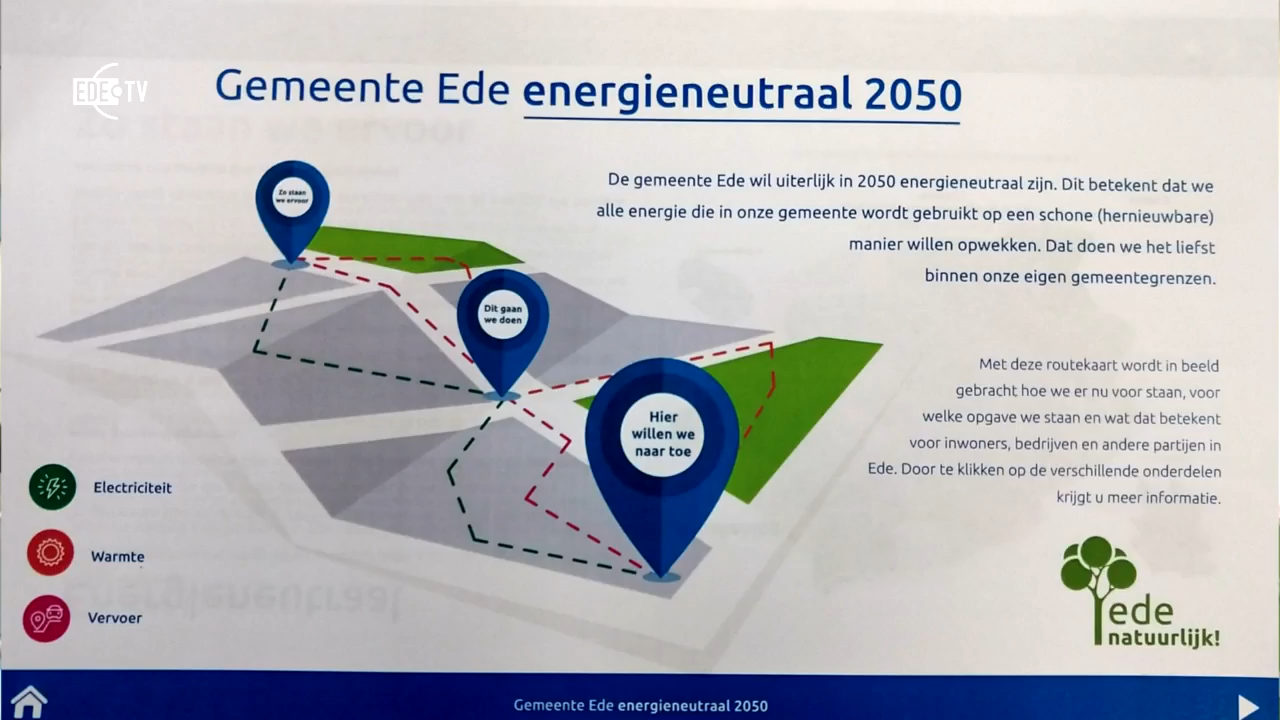 EDE TV
Gemeente Ede energieneutraal 2050
Zo staan
we ervoor
De gemeente Ede wil uiterlijk in 2050 energieneutraal zijn. Dit betekent dat we
alle energie die in onze gemeente wordt gebruikt op een schone (hernieuwbare)
manier willen opwekken. Dat doen we het liefst
binnen onze eigen gemeentegrenzen.
Dit gaan
we doen
Hier
willen we
naar toe
Met deze routekaart wordt in beeld
gebracht hoe we er nu voor staan, voor
welke opgave we staan en wat dat betekent
voor inwoners, bedrijven en andere partijen in
Ede. Door te klikken op de verschillende onderdelen
krijgt u meer informatie.
Electriciteit
Warmte
Vervoer
ede
natuurlijk!
Gemeente Ede energieneutraal 2050